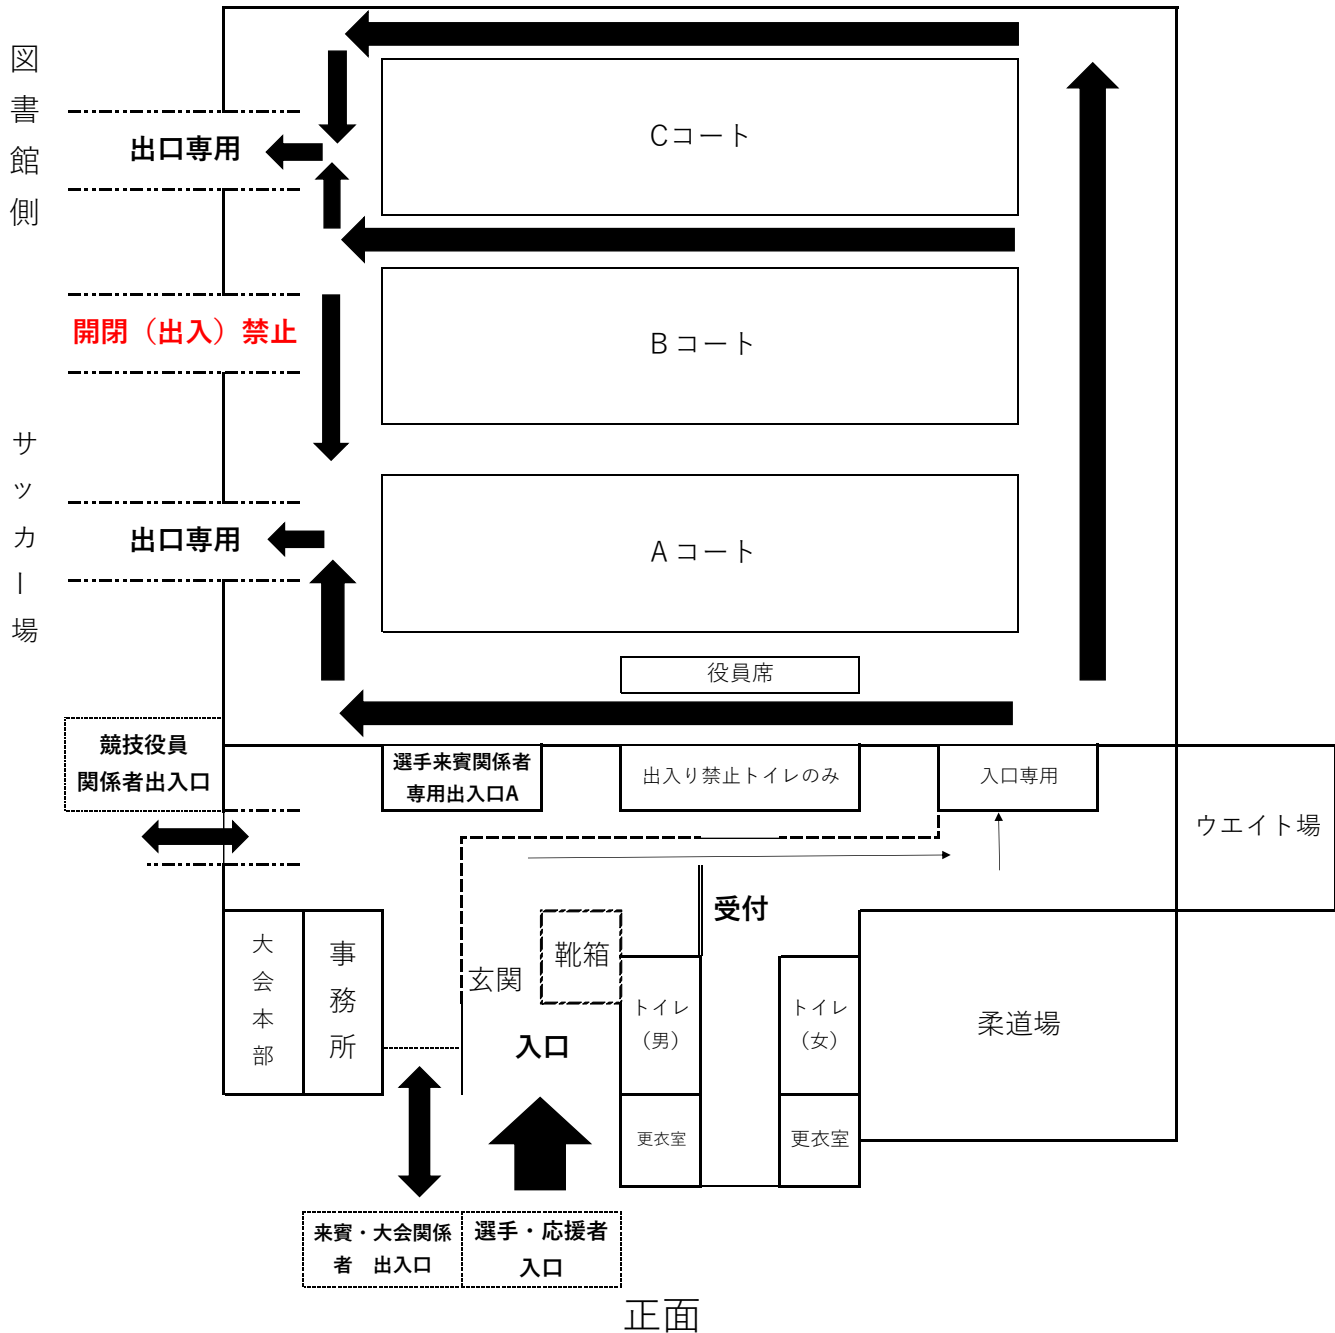 図書館側
Cコート
出口専用
開閉（出入）禁止
Bコート
サッカー場
出口専用
Aコート
役員席
競技役員
関係者出入口
選手来賓関係者
専用出入口A
出入り禁止トイレのみ
入口専用
ウエイト場
受付
大会本部
事務所
玄関
靴箱
入口
トイレ
（男）
トイレ
（女）
柔道場
更衣室
更衣室
来賓・大会関係
者　出入口
選手・応援者
入口
正面